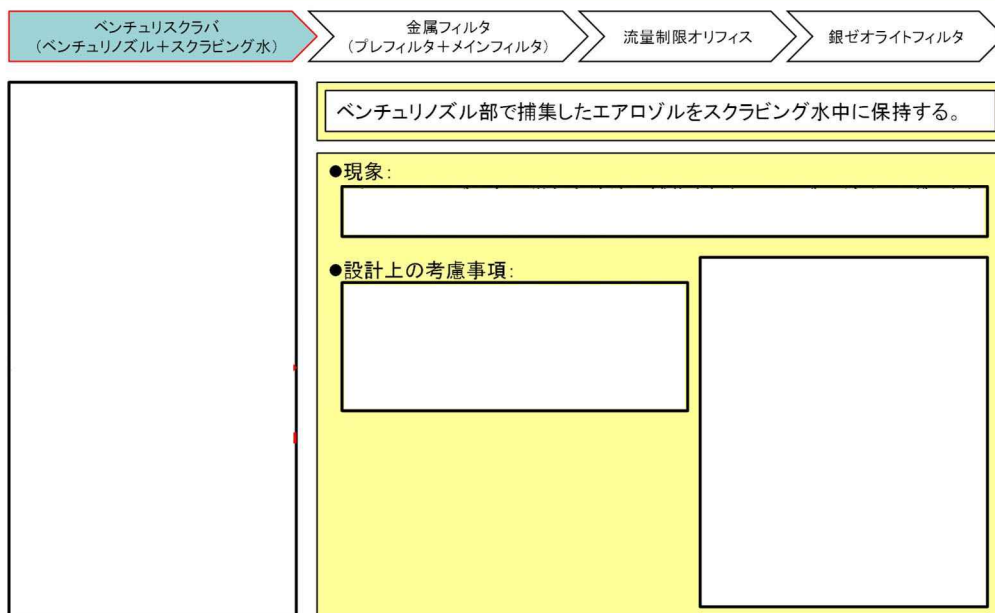 ベンチュリスクラバ
（ベンチュリノズル＋スクラビング水）
金属フィルタ
（プレフィルタ＋メインフィルタ）
流量制限オリフィス
銀ゼオライトフィルタ
ベンチュリノズル部で捕集したエアロゾルをスクラビング水中に保持する。
●現象：
●設計上の考慮事項：